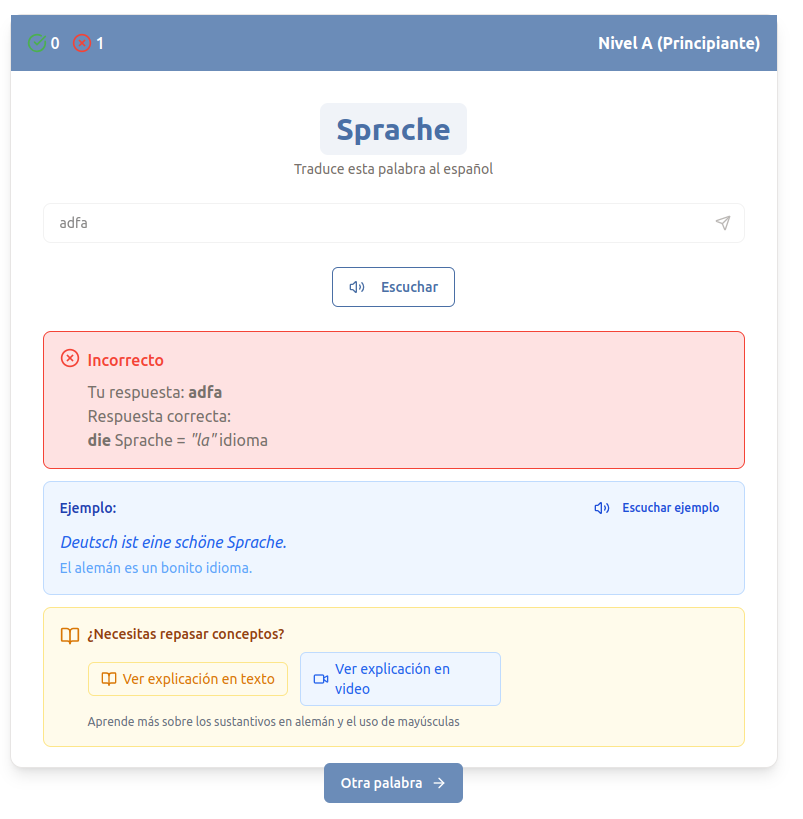 0 1 Nivel A (Principiante)
Sprache
Traduce esta palabra al español
adfa
Escuchar
Incorrecto
Tu respuesta: adfa
Respuesta correcta:
die Sprache = "la" idioma
Ejemplo: Escuchar ejemplo
Deutsch ist eine schöne Sprache.
El alemán es un bonito idioma.
¿Necesitas repasar conceptos?
Ver explicación en texto
Ver explicación en
video
Aprende más sobre los sustantivos en alemán y el uso de mayúsculas
Otra palabra